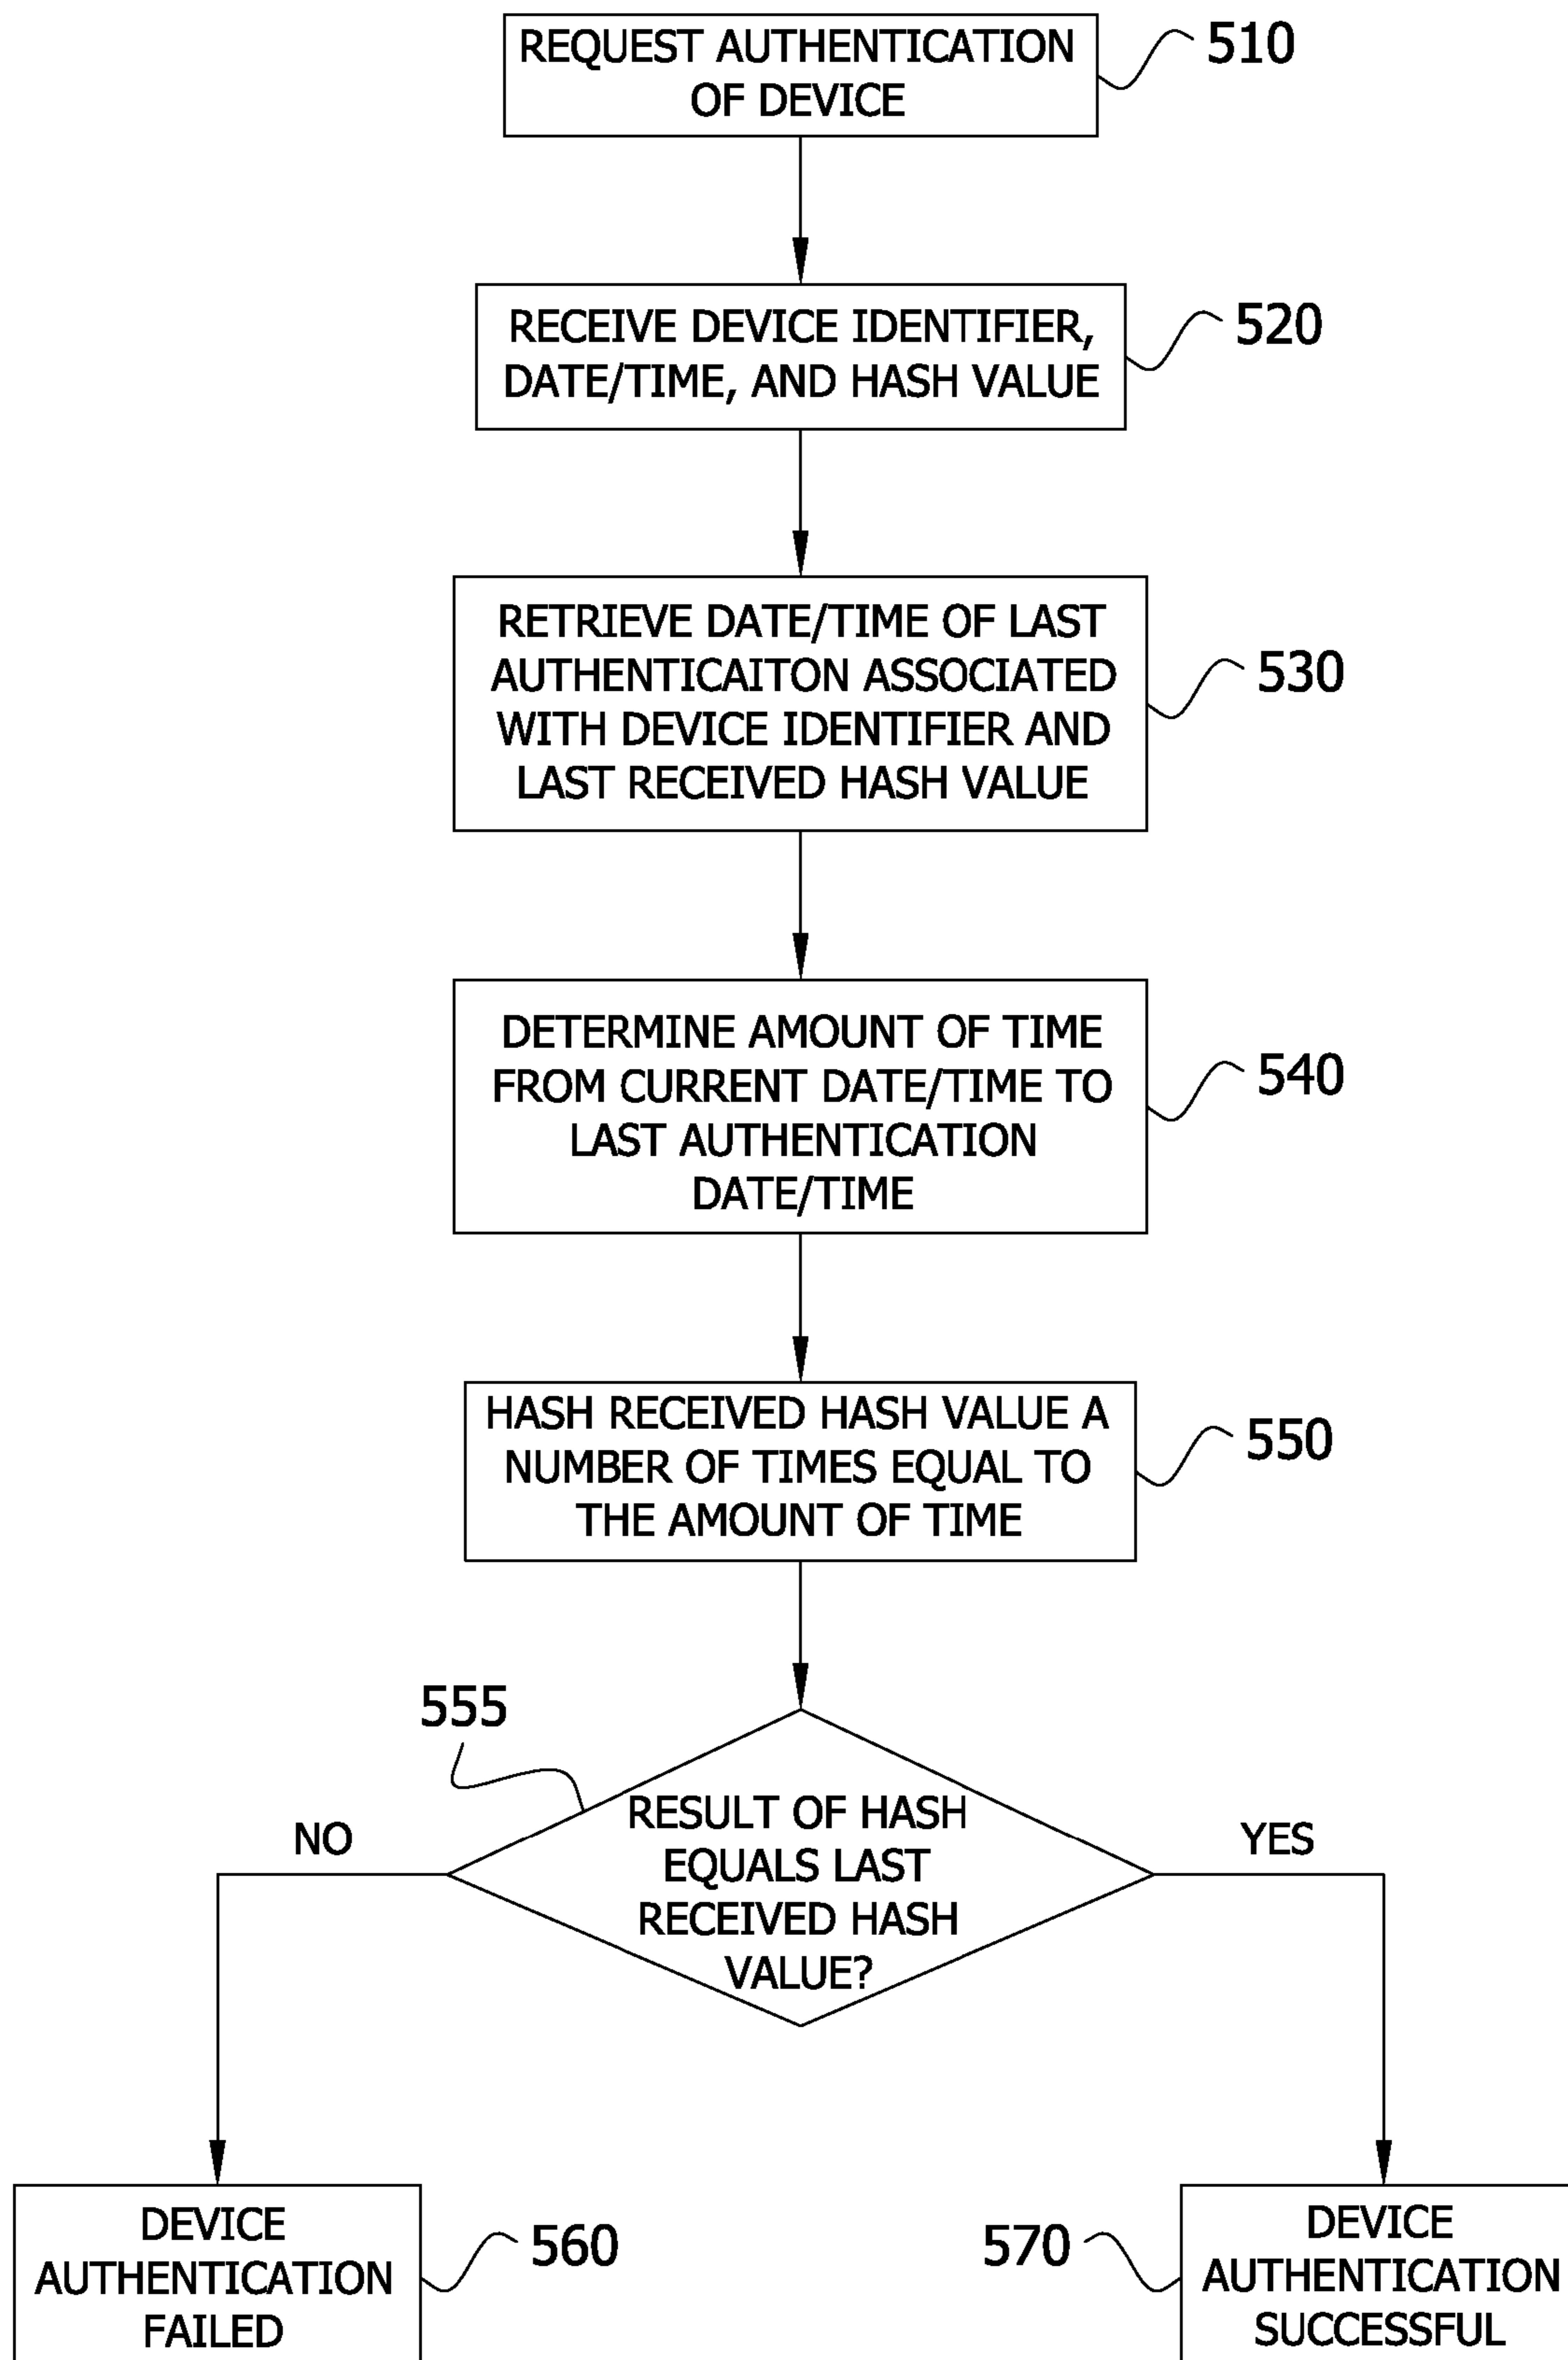 REQUEST AUTHENTICATION
OF DEVICE
510
RECEIVE DEVICE IDENTIFIER,
DATE/TIME, AND HASH VALUE
520
RETRIEVE DATE/TIME OF LAST
AUTHENTICAITON ASSOCIATED
WITH DEVICE IDENTIFIER AND
LAST RECEIVED HASH VALUE
530
DETERMINE AMOUNT OF TIME
FROM CURRENT DATE/TIME TO
LAST AUTHENTICATION
DATE/TIME
540
HASH RECEIVED HASH VALUE A
NUMBER OF TIMES EQUAL TO
THE AMOUNT OF TIME
550
555
RESULT OF HASH
EQUALS LAST
RECEIVED HASH
VALUE?
NO
YES
DEVICE
AUTHENTICATION
FAILED
560
570
DEVICE
AUTHENTICATION
SUCCESSFUL